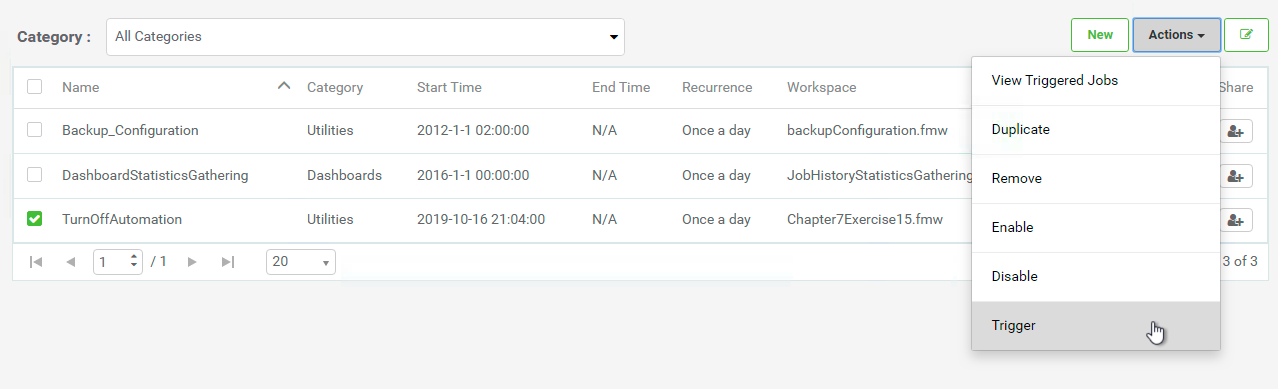 Category : All Categories New Actions
Name Category Start Time End Time Recurrence Workspace Share
Backup_Configuration Utilities 2012-1-1 02:00:00 N/A Once a day backupConfiguration.fmw
DashboardStatisticsGathering Dashboards 2016-1-1 00:00:00 N/A Once a day JobHistoryStatisticsGathering
TurnOffAutomation Utilities 2019-10-16 21:04:00 N/A Once a day Chapter7Exercise15.fmw
1 / 1 20 3 of 3
View Triggered Jobs
Duplicate
Remove
Enable
Disable
Trigger